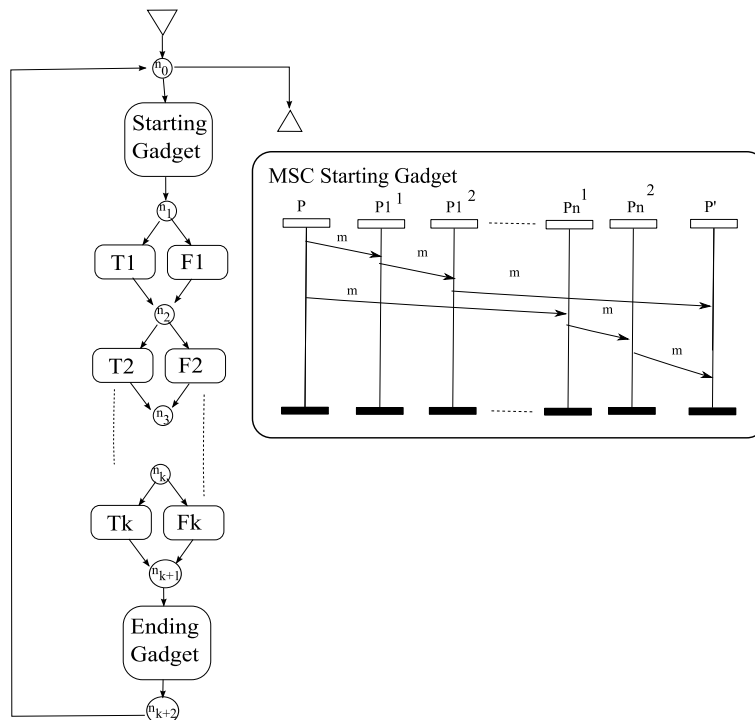 n0
Starting
Gadget
n1
T1 F1
n2
T2 F2
n3
nk
Tk Fk
nk+1
Ending
Gadget
nk+2
MSC Starting Gadget
P P1 1 P1 2 Pn 1 Pn 2 P'
m
m
m
m
m
m